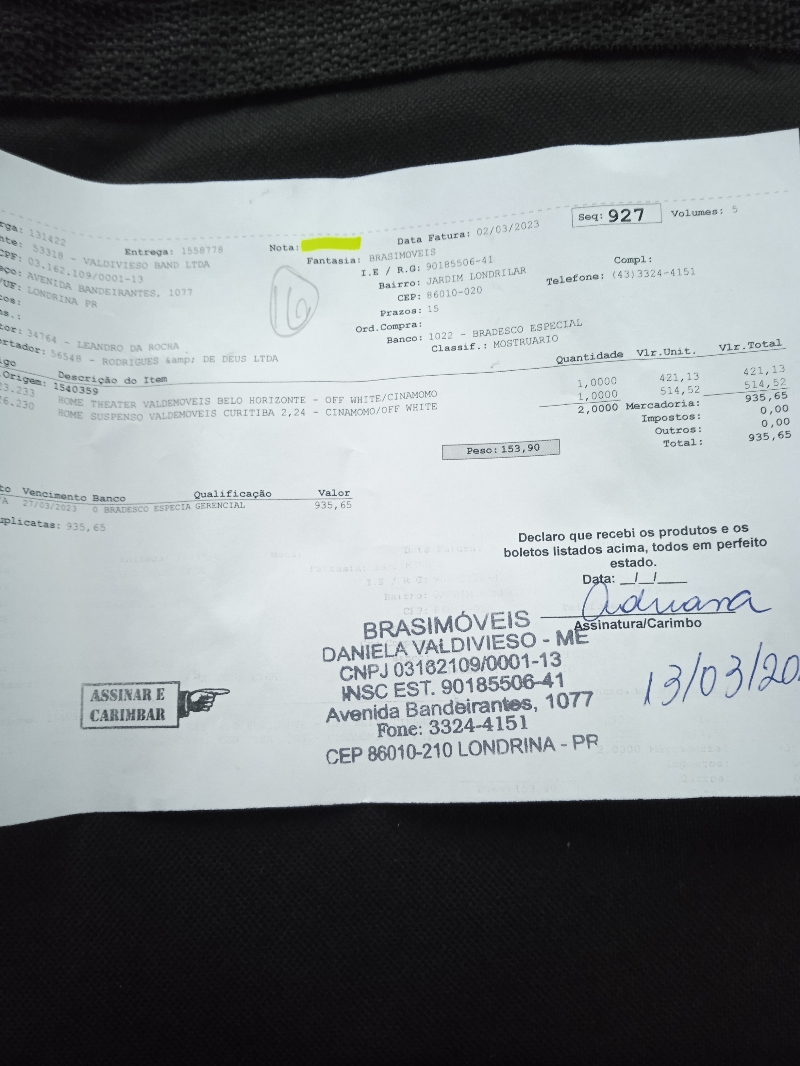 131422
Entrega: 1558778
Nota:
Data Fatura: 02/03/2023
Seq: 927
Volumes: 5
53318 - VALDIVIESO BAND LTDA
Fantasia: BRASIMOVEIS
03.162.109/0001-13
I.E / R.G: 90185506-41
Compl:
AVENIDA BANDEIRANTES, 1077
Bairro: JARDIM LONDRILAR
Telefone: (43)3324-4151
LONDRINA PR
CEP: 86010-020
16
Prazos: 15
Ord.Compra:
34764 - LEANDRO DA ROCHA
Banco: 1022 - BRADESCO ESPECIAL
56548 - RODRIGUES &amp; DE DEUS LTDA
Classif.: MOSTRUARIO
Descrição do Item Quantidade Vlr.Unit. Vlr.Total
Origem: 1540359
HOME THEATER VALDEMOVEIS BELO HORIZONTE - OFF WHITE/CINAMOMO 1,0000 421,13 421,13
HOME SUSPENSO VALDEMOVEIS CURITIBA 2,24 - CINAMOMO/OFF WHITE 1,0000 514,52 514,52
2,0000 Mercadoria: 935,65
Impostos: 0,00
Outros: 0,00
Peso: 153,90
Total: 935,65
Vencimento Banco Qualificação Valor
27/03/2023 0 BRADESCO ESPECIA GERENCIAL 935,65
935,65
Declaro que recebi os produtos e os
boletos listados acima, todos em perfeito
estado.
Data: __/__/____
Adriana
Assinatura/Carimbo
13/03/20
BRASIMÓVEIS
DANIELA VALDIVIESO - ME
CNPJ 03162109/0001-13
INSC EST. 90185506-41
Avenida Bandeirantes, 1077
Fone: 3324-4151
CEP 86010-210 LONDRINA - PR
ASSINAR E
CARIMBAR